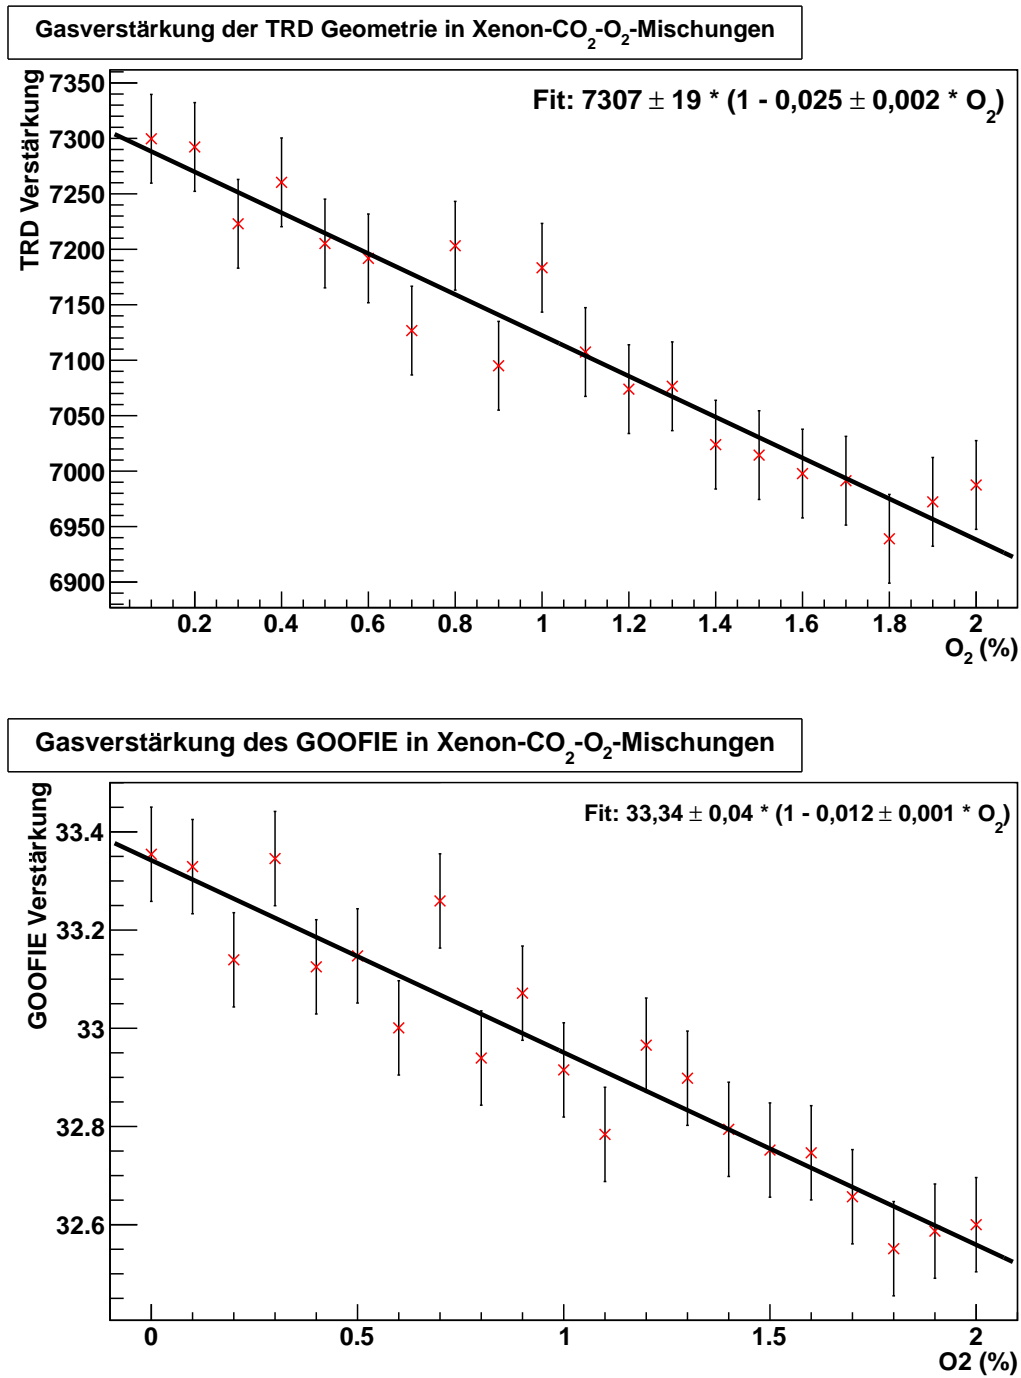 Gasverstärkung der TRD Geometrie in Xenon-CO2-O2-Mischungen
TRD Verstärkung
Fit: 7307 ± 19 * (1 - 0,025 ± 0,002 * O2)
7350
7300
7250
7200
7150
7100
7050
7000
6950
6900
0.2 0.4 0.6 0.8 1 1.2 1.4 1.6 1.8 2
O2 (%)
Gasverstärkung des GOOFIE in Xenon-CO2-O2-Mischungen
GOOFIE Verstärkung
Fit: 33,34 ± 0,04 * (1 - 0,012 ± 0,001 * O2)
33.4
33.2
33
32.8
32.6
0 0.5 1 1.5 2
O2 (%)